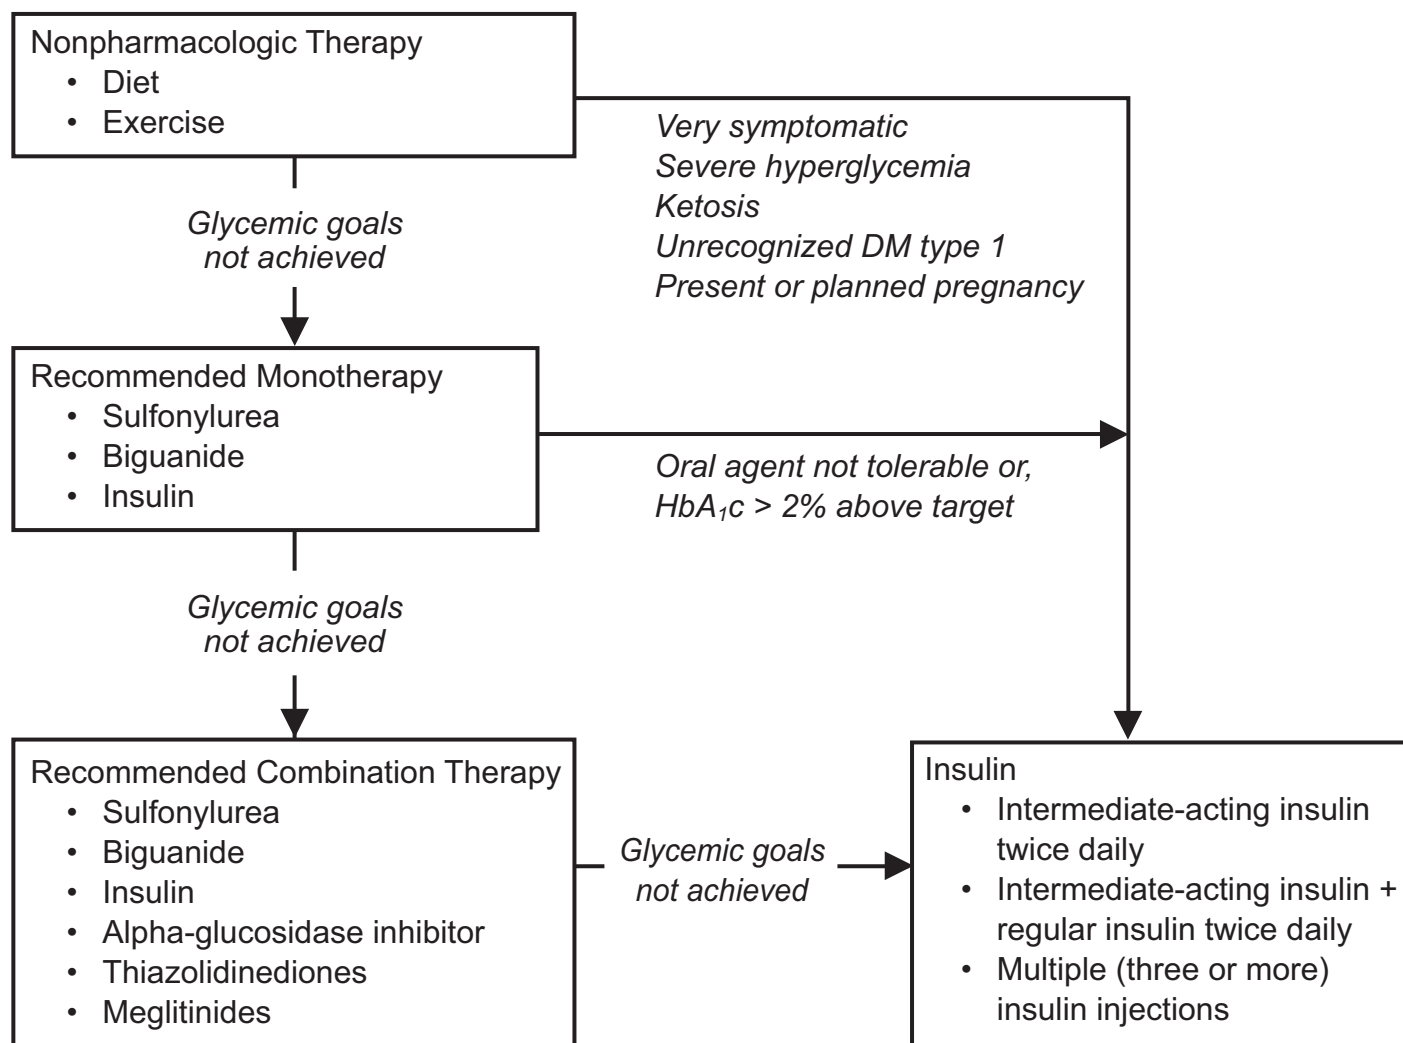 Nonpharmacologic Therapy
• Diet
• Exercise
Very symptomatic
Severe hyperglycemia
Ketosis
Unrecognized DM type 1
Present or planned pregnancy
Glycemic goals
not achieved
Recommended Monotherapy
• Sulfonylurea
• Biguanide
• Insulin
Oral agent not tolerable or,
HbA₁c > 2% above target
Glycemic goals
not achieved
Recommended Combination Therapy
• Sulfonylurea
• Biguanide
• Insulin
• Alpha-glucosidase inhibitor
• Thiazolidinediones
• Meglitinides
Glycemic goals
not achieved
Insulin
• Intermediate-acting insulin
twice daily
• Intermediate-acting insulin +
regular insulin twice daily
• Multiple (three or more)
insulin injections